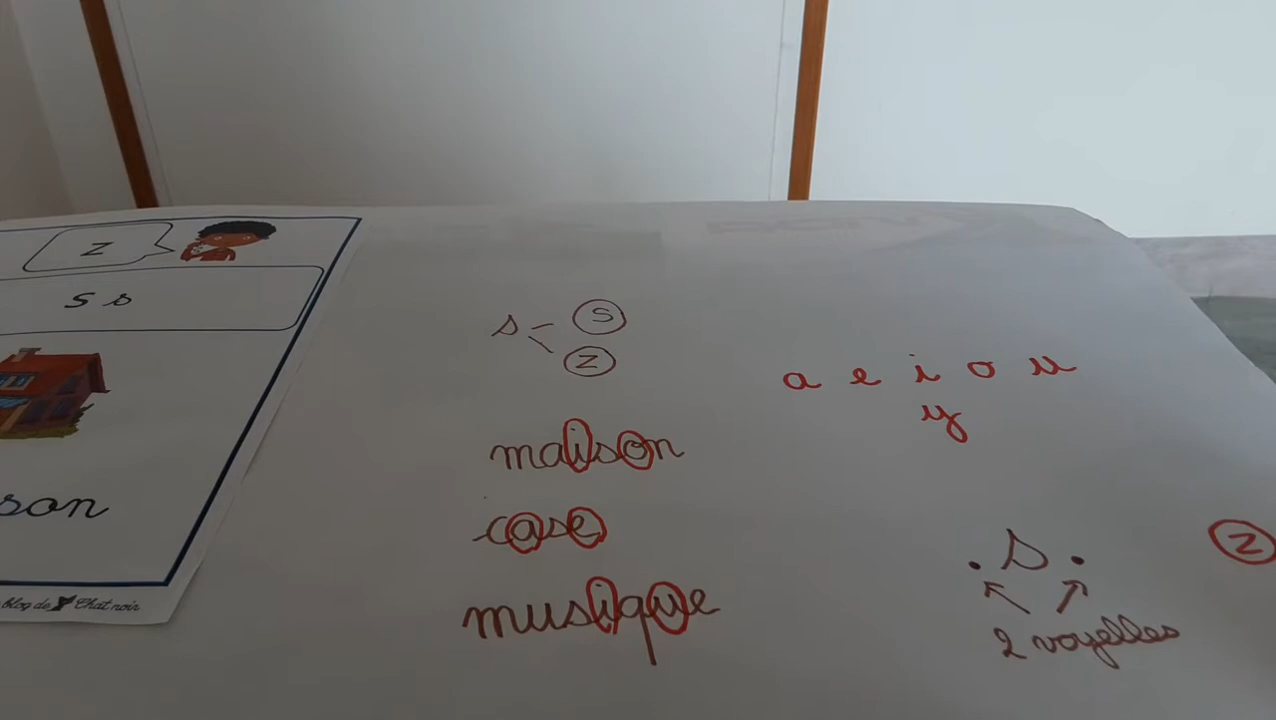 z
s s
son
blog de Chat noir
s s
z
maison
case
musique
a e i o u
y
. s .
2 voyelles
z